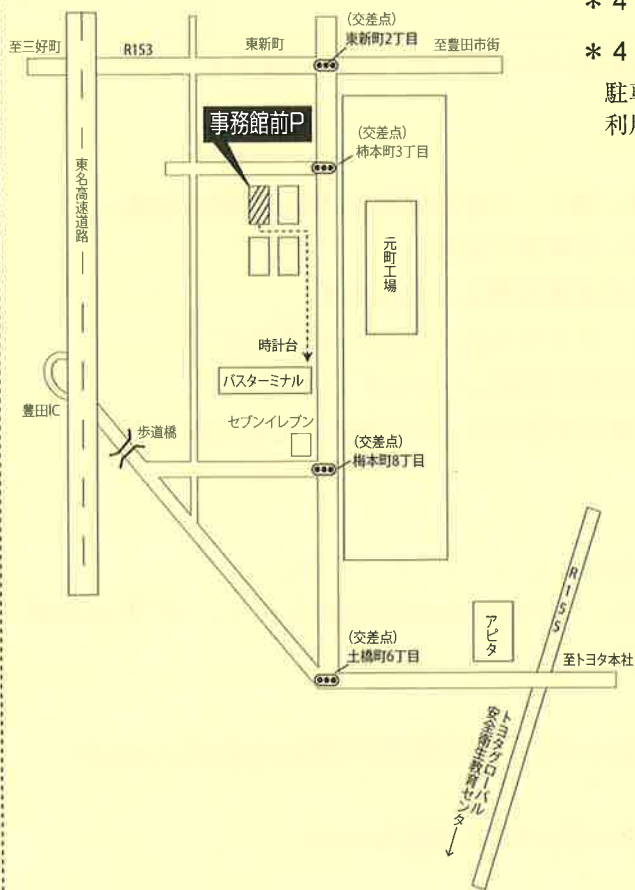 (交差点)
東新町2丁目
至三好町
R153
東新町
至豊田市街
＊4
＊4
利用
事務館前P
(交差点)
柿本町3丁目
東名高速道路
元町工場
時計台
バスターミナル
豊田IC
歩道橋
セブンイレブン
(交差点)
梅本町8丁目
R155
アピタ
(交差点)
土橋町6丁目
至トヨタ本社
トヨタグローバル
安全衛生教育センター